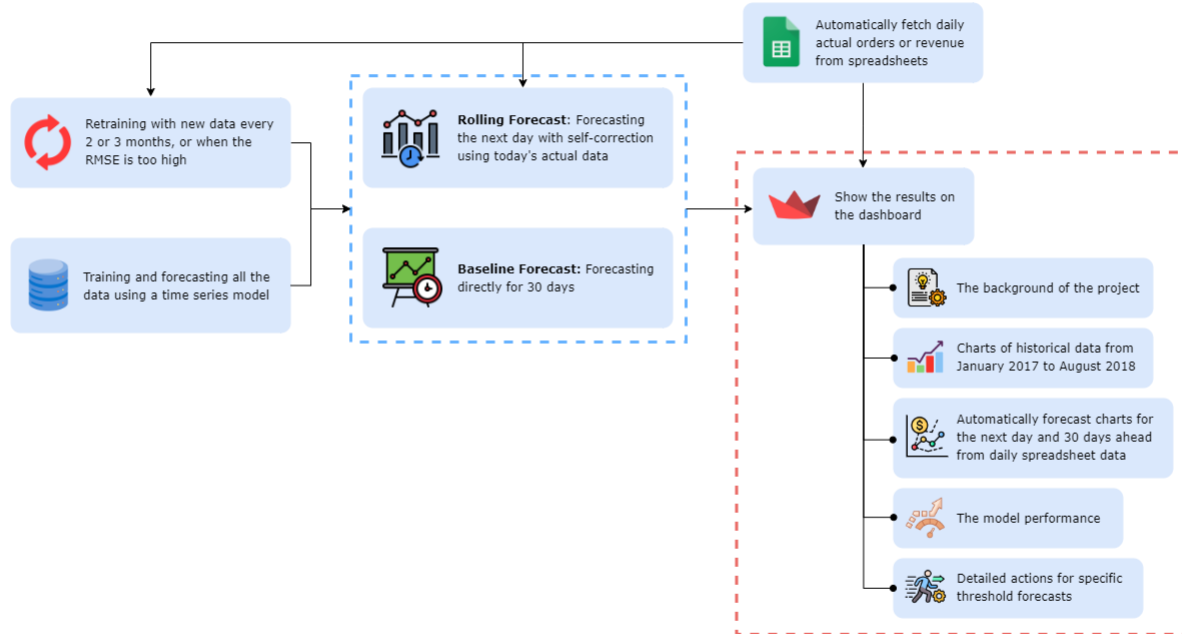 Automatically fetch daily
actual orders or revenue
from spreadsheets
Retraining with new data every
2 or 3 months, or when the
RMSE is too high
Rolling Forecast: Forecasting
the next day with self-correction
using today's actual data
Training and forecasting all the
data using a time series model
Baseline Forecast: Forecasting
directly for 30 days
Show the results on
the dashboard
The background of the project
Charts of historical data from
January 2017 to August 2018
Automatically forecast charts for
the next day and 30 days ahead
from daily spreadsheet data
The model performance
Detailed actions for specific
threshold forecasts